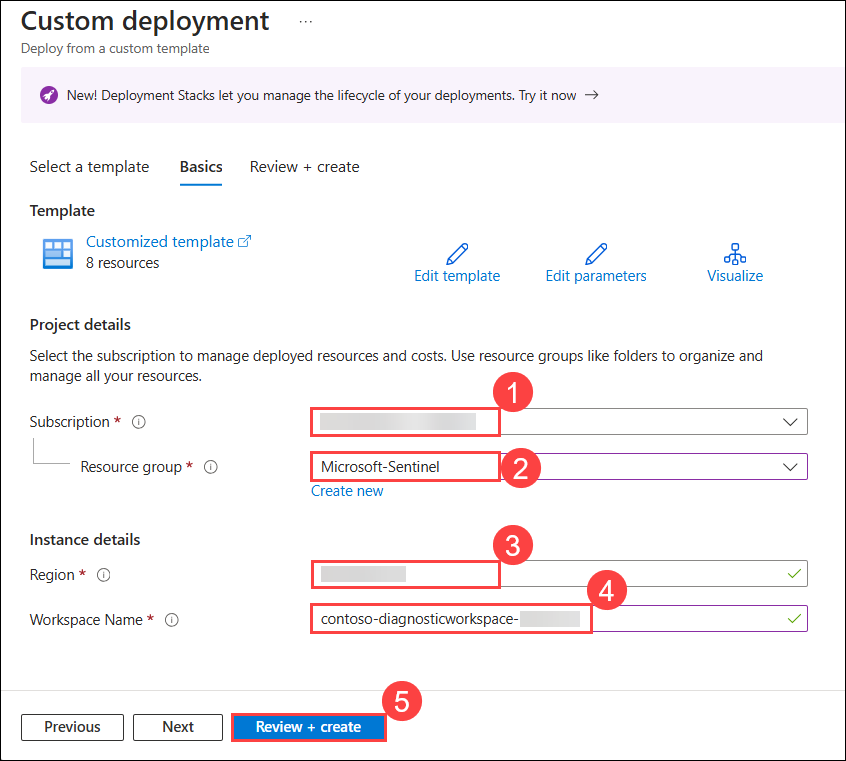 Custom deployment ...
Deploy from a custom template
New! Deployment Stacks let you manage the lifecycle of your deployments. Try it now →
Select a template Basics Review + create
Template
Customized template
8 resources
Edit template Edit parameters Visualize
Project details
Select the subscription to manage deployed resources and costs. Use resource groups like folders to organize and
manage all your resources.
1
Subscription *
Resource group * Microsoft-Sentinel 2
Create new
Instance details
3
Region *
4
Workspace Name * contoso-diagnosticworkspace-
5
Previous Next Review + create